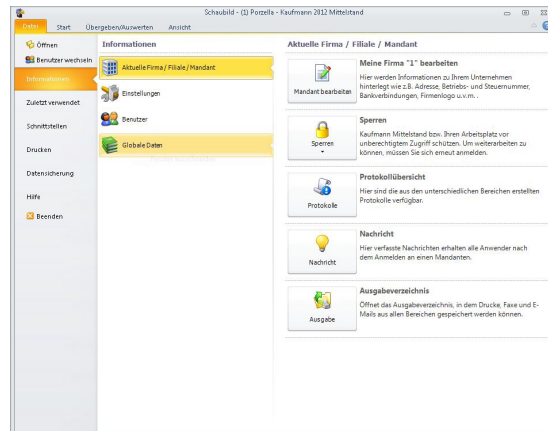 Schaubild - (1) Porzella - Kaufmann 2012 Mittelstand
Datei Start Übergeben/Auswerten Ansicht
Öffnen
Benutzer wechseln
Informationen
Zuletzt verwendet
Schnittstellen
Drucken
Datensicherung
Hilfe
Beenden
Informationen
Aktuelle Firma / Filiale / Mandant
Einstellungen
Benutzer
Globale Daten
Aktuelle Firma / Filiale / Mandant
Mandant bearbeiten
Meine Firma "1" bearbeiten
Hier werden Informationen zu Ihrem Unternehmen
hinterlegt wie z.B. Adresse, Betriebs- und Steuernummer,
Bankverbindungen, Firmenlogo u.v.m. .
Sperren
Sperren
Kaufmann Mittelstand bzw. Ihren Arbeitsplatz vor
unberechtigtem Zugriff schützen. Um weiterarbeiten zu
können, müssen Sie sich erneut anmelden.
Protokolle
Protokollübersicht
Hier sind die aus den unterschiedlichen Bereichen erstellten
Protokolle verfügbar.
Nachricht
Nachricht
Hier verfasste Nachrichten erhalten alle Anwender nach
dem Anmelden an einen Mandanten.
Ausgabe
Ausgabeverzeichnis
Öffnet das Ausgabeverzeichnis, in dem Drucke, Faxe und E-
Mails aus allen Bereichen gespeichert werden können.